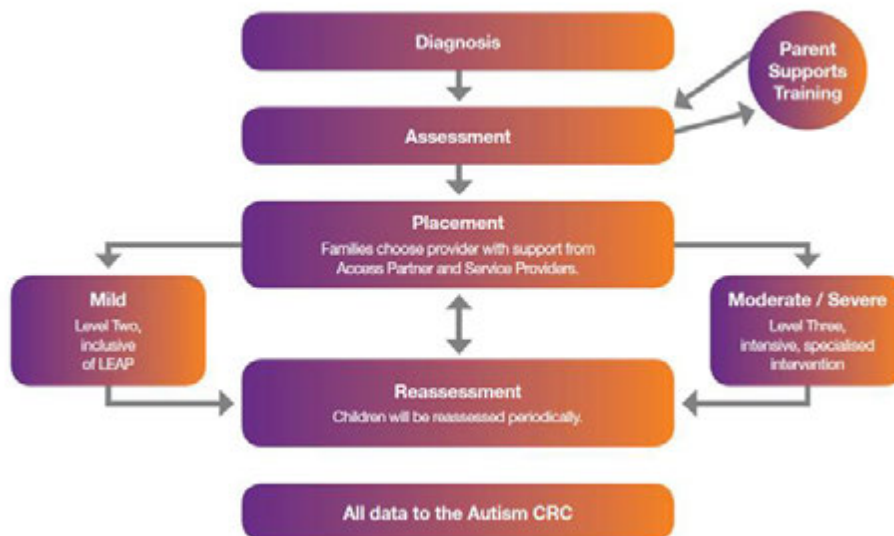 Diagnosis
Parent
Supports
Training
Assessment
Placement
Families choose provider with support from
Access Partner and Service Providers.
Mild
Level Two,
inclusive
of LEAP
Moderate / Severe
Level Three,
intensive, specialised
intervention
Reassessment
Children will be reassessed periodically.
All data to the Autism CRC